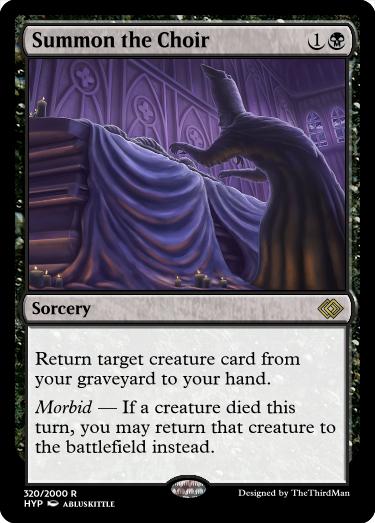 Summon the Choir 1
Sorcery
Return target creature card from
your graveyard to your hand.
Morbid — If a creature died this
turn, you may return that creature to
the battlefield instead.
320/2000 R
HYP ABLUSKITTLE
Designed by TheThirdMan